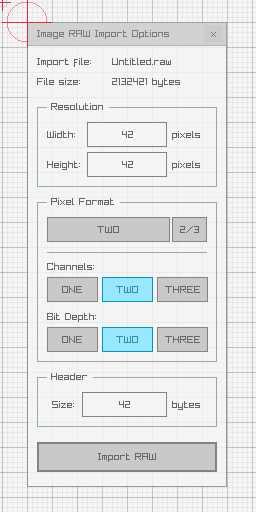 Image RAW Import Options
Import file: Untitled.raw
File size: 2132421 bytes
Resolution
Width: 42 pixels
Height: 42 pixels
Pixel Format
TWO 2/3
Channels:
ONE TWO THREE
Bit Depth:
ONE TWO THREE
Header
Size: 42 bytes
Import RAW